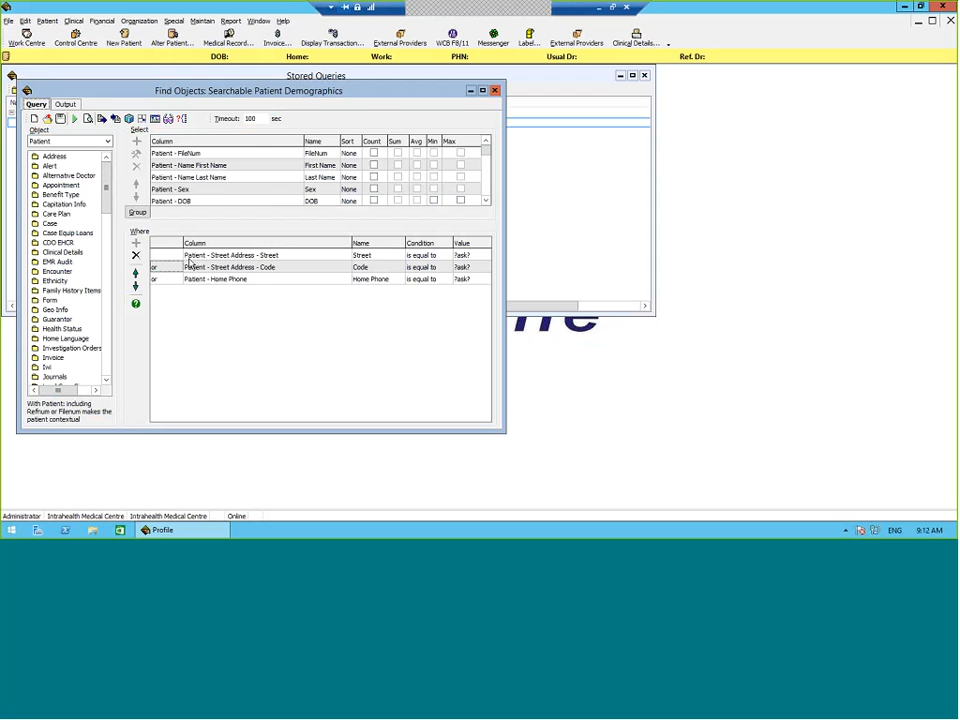 File Edit Patient Clinical Financial Organization Special Maintain Report Window Help
Work Centre Control Centre New Patient Alter Patient... Medical Record... Invoice... Display Transaction... External Providers WCB F8/11 Messenger Label... External Providers Clinical Details...
DOB: Home: Work: PHN: Usual Dr: Ref. Dr:
Stored Queries
Find Objects: Searchable Patient Demographics
Query Output
Timeout: 100 sec
Object
Patient
Address
Alert
Alternative Doctor
Appointment
Benefit Type
Capitation Info
Care Plan
Case
Case Equip Loans
CDO EHCR
Clinical Details
EMR Audit
Encounter
Ethnicity
Family History Items
Form
Geo Info
Guarantor
Health Status
Home Language
Investigation Orders
Invoice
Iwi
Journals
With Patient: including
Refnum or Filenum makes the
patient contextual
Select
Column Name Sort Count Sum Avg Min Max
Patient - FileNum FileNum None
Patient - Name First Name First Name None
Patient - Name Last Name Last Name None
Patient - Sex Sex None
Patient - DOB DOB None
Group
Where
Column Name Condition Value
Patient - Street Address - Street Street is equal to ?ask?
or Patient - Street Address - Code Code is equal to ?ask?
or Patient - Home Phone Home Phone is equal to ?ask?
Administrator Intrahealth Medical Centre Intrahealth Medical Centre Online
Profile ENG 9:12 AM